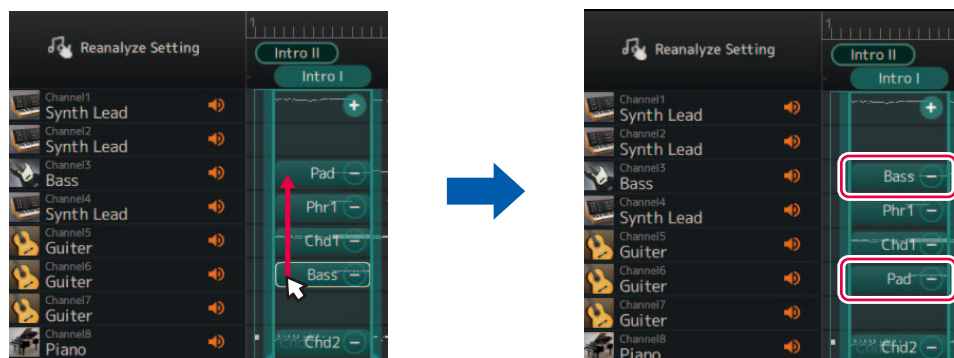 Reanalyze Setting
1
Intro II
Intro I
Channel1
Synth Lead
Channel2
Synth Lead
Channel3
Bass
Pad
Channel4
Synth Lead
Phr1
Channel5
Guiter
Chd1
Channel6
Guiter
Bass
Channel7
Guiter
Channel8
Piano
Chd2
Reanalyze Setting
1
Intro II
Intro I
Channel1
Synth Lead
Channel2
Synth Lead
Channel3
Bass
Bass
Channel4
Synth Lead
Phr1
Channel5
Guiter
Chd1
Channel6
Guiter
Pad
Channel7
Guiter
Channel8
Piano
Chd2